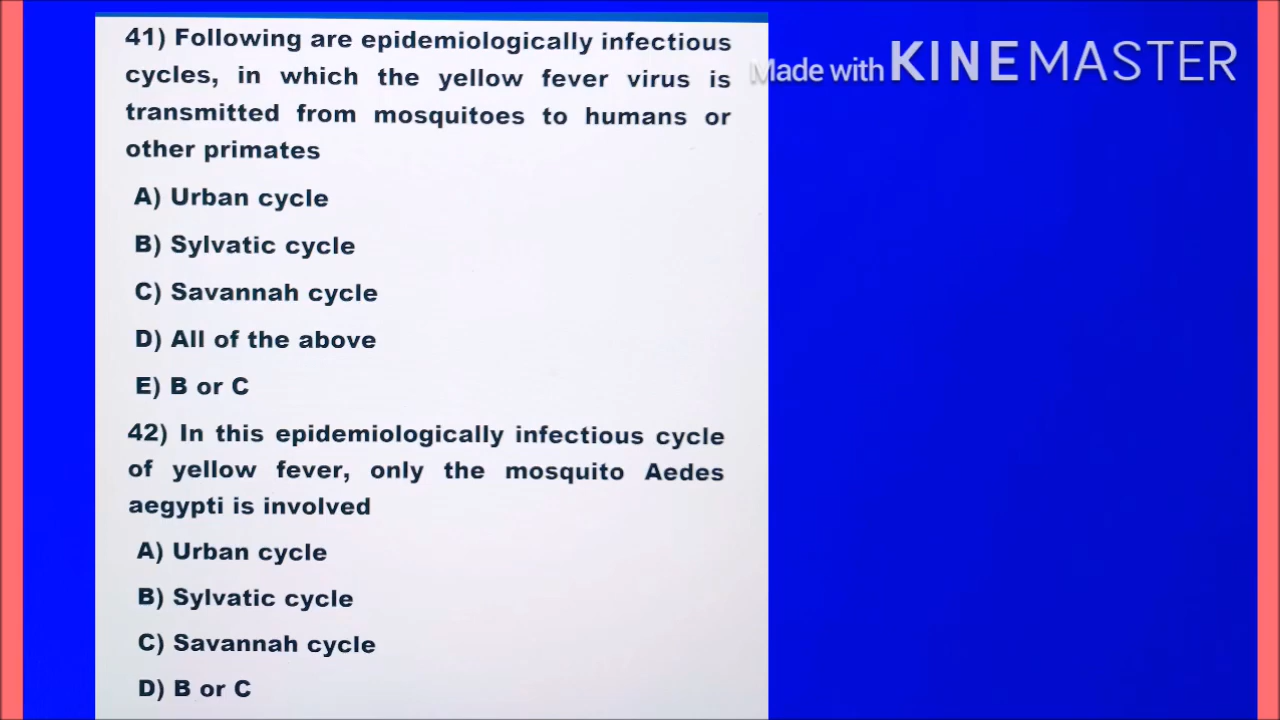 41) Following are epidemiologically infectious
cycles, in which the yellow fever virus is
transmitted from mosquitoes to humans or
other primates
A) Urban cycle
B) Sylvatic cycle
C) Savannah cycle
D) All of the above
E) B or C
42) In this epidemiologically infectious cycle
of yellow fever, only the mosquito Aedes
aegypti is involved
A) Urban cycle
B) Sylvatic cycle
C) Savannah cycle
D) B or C
Made with KINEMASTER